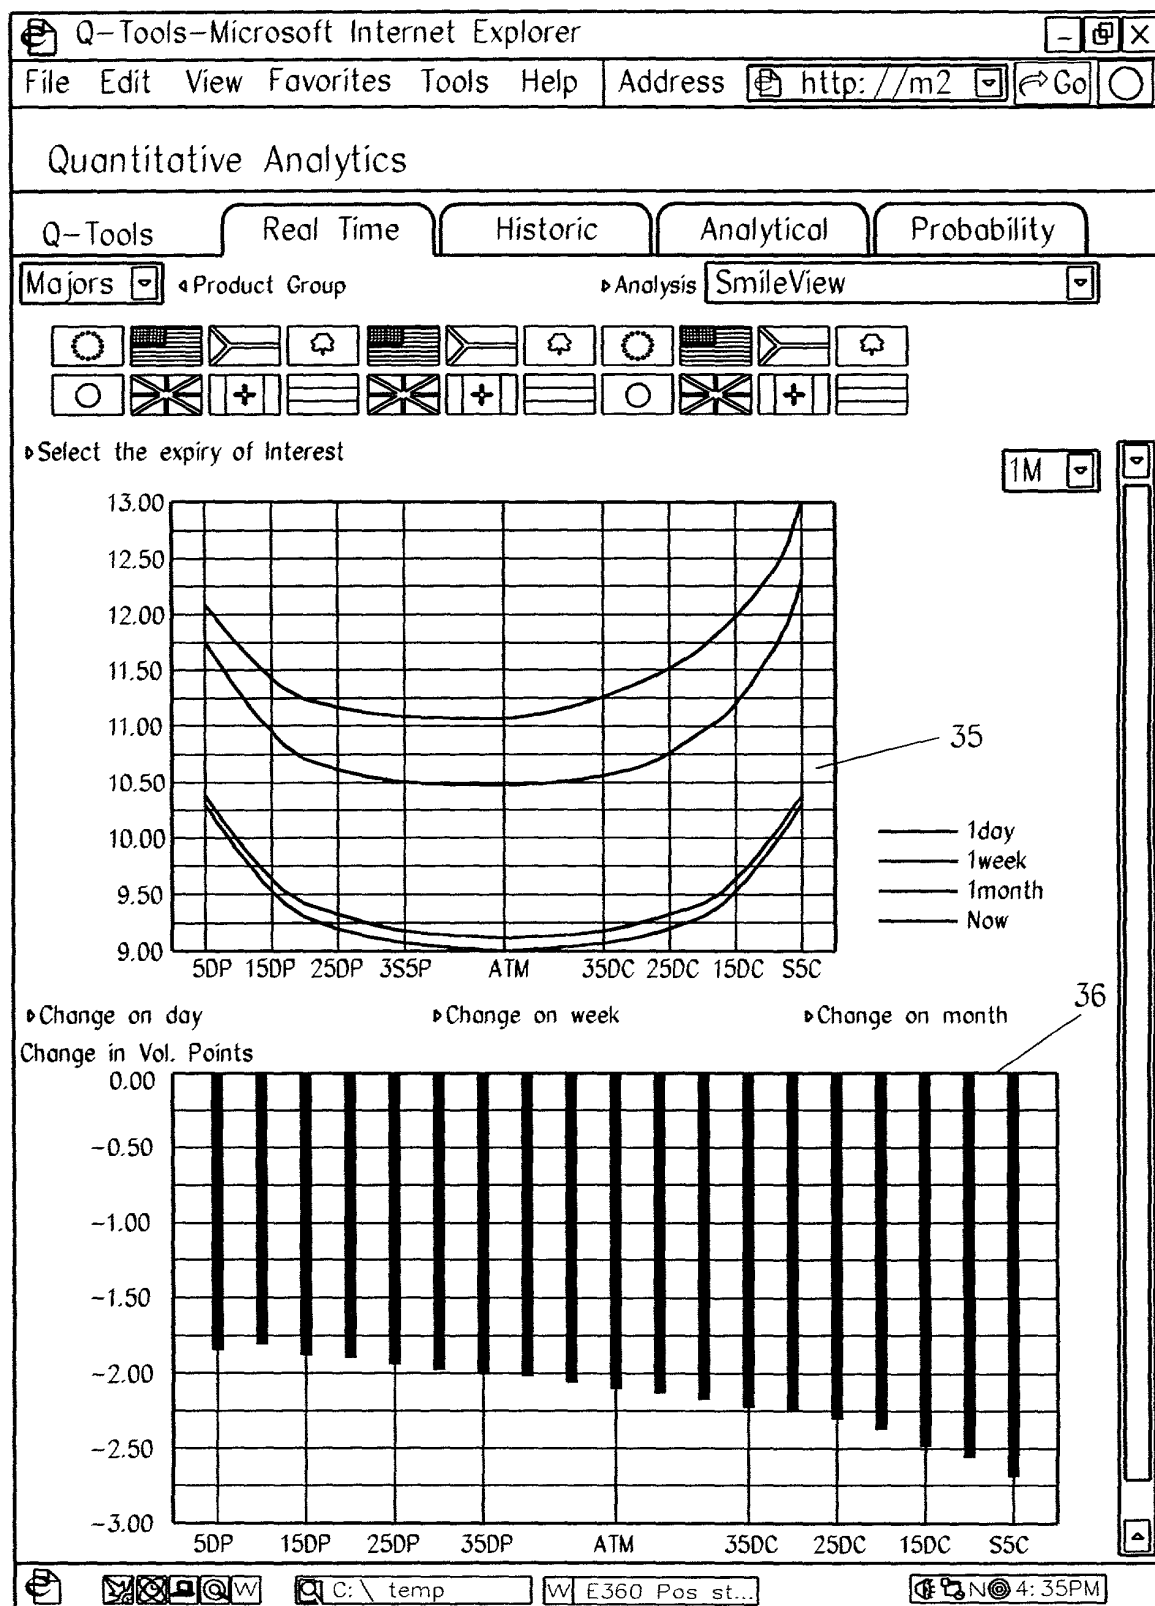 Q-Tools-Microsoft Internet Explorer
File Edit View Favorites Tools Help Address http://m2 Go
Quantitative Analytics
Q-Tools Real Time Historic Analytical Probability
Majors Product Group Analysis SmileView
Select the expiry of Interest
1M
13.00
12.50
12.00
11.50
11.00
10.50
10.00
9.50
9.00
35
1day
1week
1month
Now
5DP 15DP 25DP 3S5P ATM 35DC 25DC 15DC S5C
36
Change on day Change on week Change on month
Change in Vol. Points
0.00
-0.50
-1.00
-1.50
-2.00
-2.50
-3.00
5DP 15DP 25DP 35DP ATM 35DC 25DC 15DC S5C
W C:\ temp W E360 Pos st... N 4:35PM